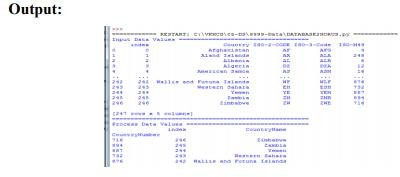 Output:
>>>
=========== RESTART: C:\VKHCS\05-DS\9999-Data\DATABASE2HORUS.py ===========
Input Data Values ===================================
index Country ISO-2-CODE ISO-3-Code ISO-M49
0 0 Afghanistan AF AFG 4
1 1 Aland Islands AX ALA 248
2 2 Albania AL ALB 8
3 3 Algeria DZ DZA 12
4 4 American Samoa AS ASM 16
... ... ... ... ... ...
242 242 Wallis and Futuna Islands WF WLF 876
243 243 Western Sahara EH ESH 732
244 244 Yemen YE YEM 887
245 245 Zambia ZM ZMB 894
246 246 Zimbabwe ZW ZWE 716
[247 rows x 5 columns]
=====================================================
Process Data Values =================================
index CountryName
CountryNumber
716 246 Zimbabwe
894 245 Zambia
887 244 Yemen
732 243 Western Sahara
876 242 Wallis and Futuna Islands